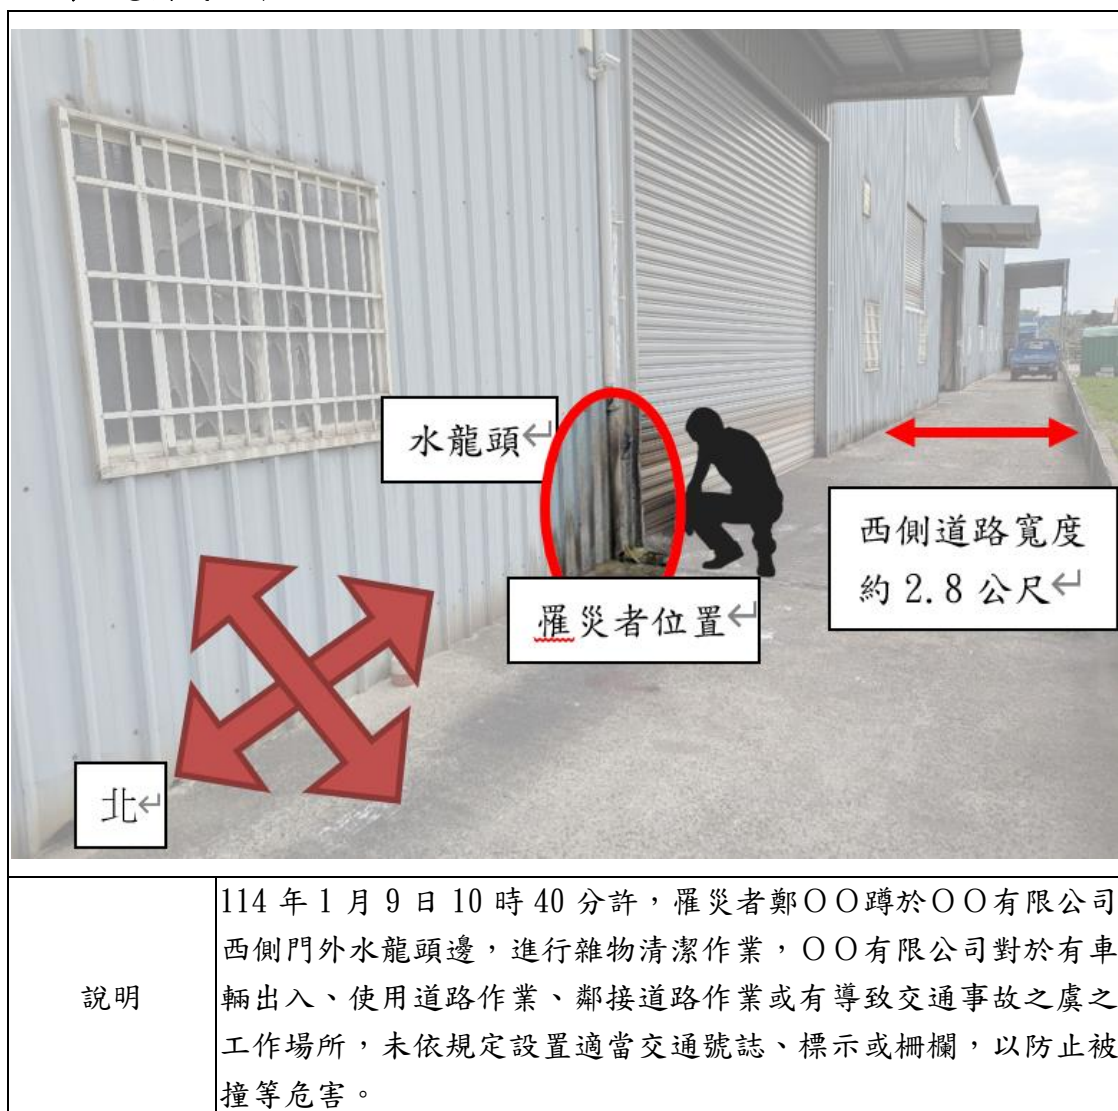 水龍頭↵
西側道路寬度
約 2.8 公尺↵
罹災者位置↵
北↵
說明
114 年 1 月 9 日 10 時 40 分許，罹災者鄭〇〇蹲於〇〇有限公司
西側門外水龍頭邊，進行雜物清潔作業，〇〇有限公司對於有車
輛出入、使用道路作業、鄰接道路作業或有導致交通事故之虞之
工作場所，未依規定設置適當交通號誌、標示或柵欄，以防止被
撞等危害。